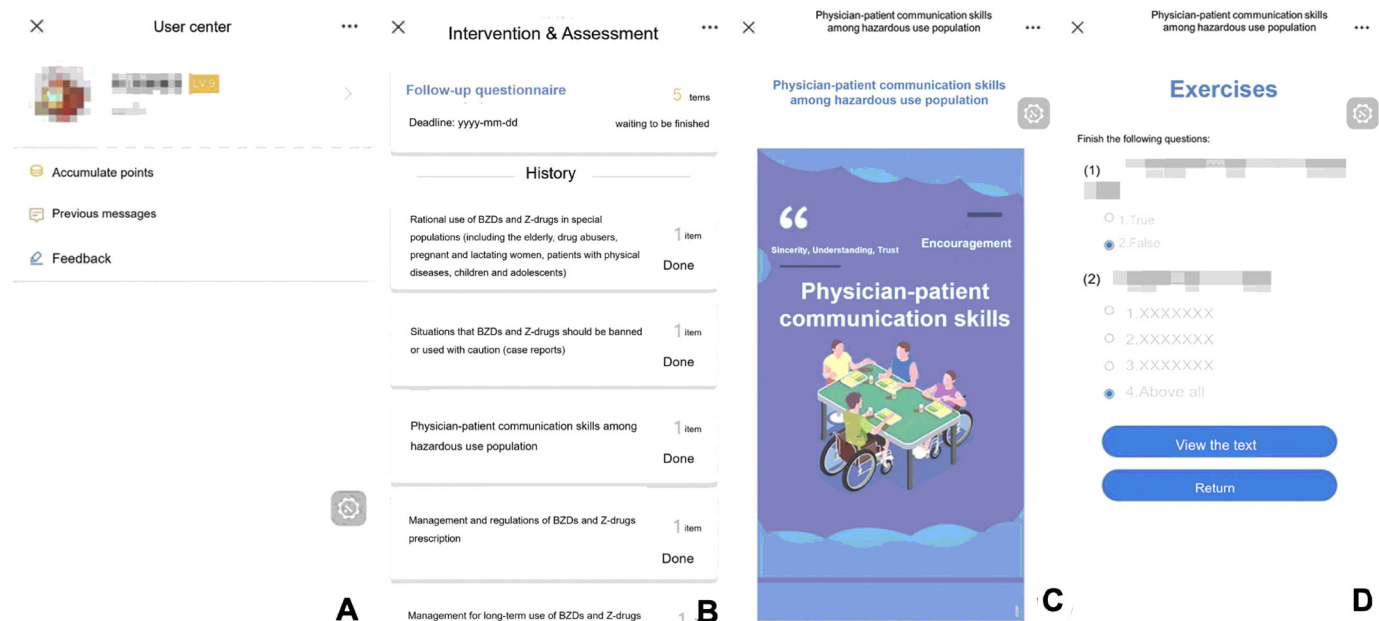 User center
LV.9
Accumulate points
Previous messages
Feedback
A
Intervention & Assessment
Follow-up questionnaire
5 tems
Deadline: yyyy-mm-dd
waiting to be finished
History
Rational use of BZDs and Z-drugs in special
populations (including the elderly, drug abusers,
pregnant and lactating women, patients with physical
diseases, children and adolescents)
1 item
Done
Situations that BZDs and Z-drugs should be banned
or used with caution (case reports)
1 item
Done
Physician-patient communication skills among
hazardous use population
1 item
Done
Management and regulations of BZDs and Z-drugs
prescription
1 item
Done
Management for long-term use of BZDs and Z-drugs
1
B
Physician-patient communication skills
among hazardous use population
Physician-patient communication skills
among hazardous use population
Sincerity, Understanding, Trust
Encouragement
Physician-patient
communication skills
C
Physician-patient communication skills
among hazardous use population
Exercises
Finish the following questions:
(1)
1.True
2.False
(2)
1.XXXXXXX
2.XXXXXXX
3.XXXXXXX
4.Above all
View the text
Return
D